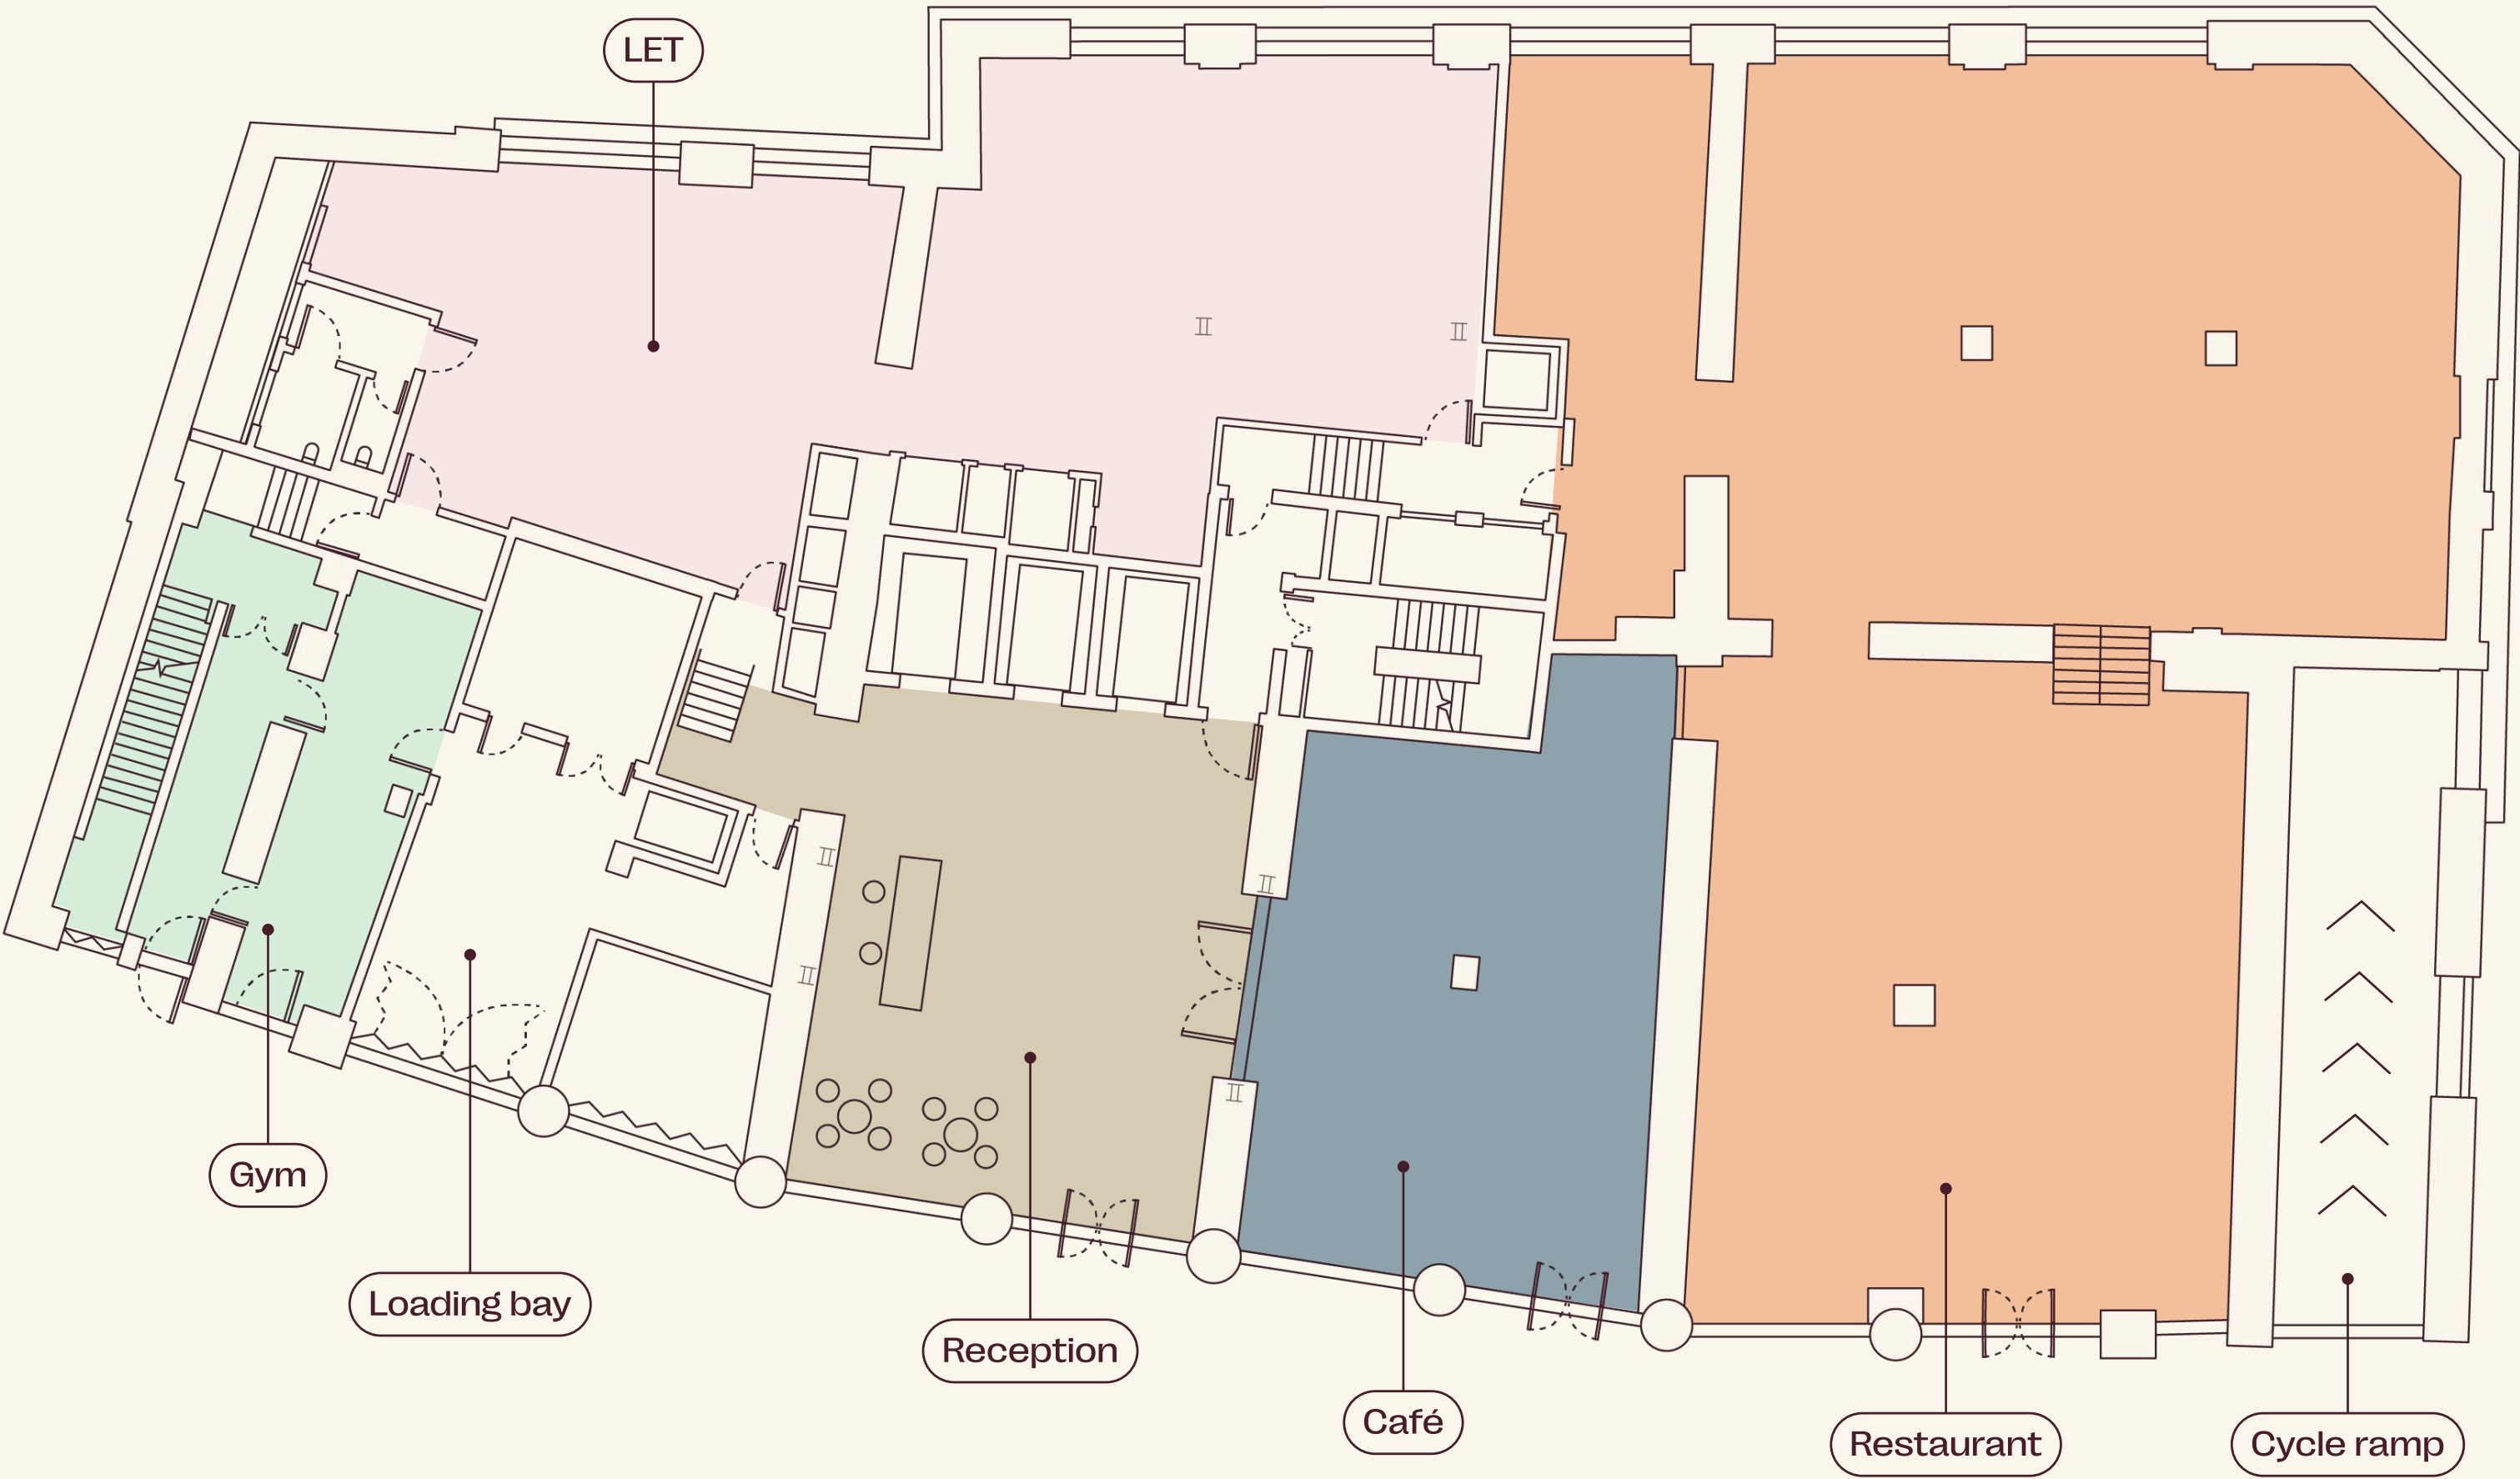 LET
Gym
Loading bay
Reception
Café
Restaurant
Cycle ramp